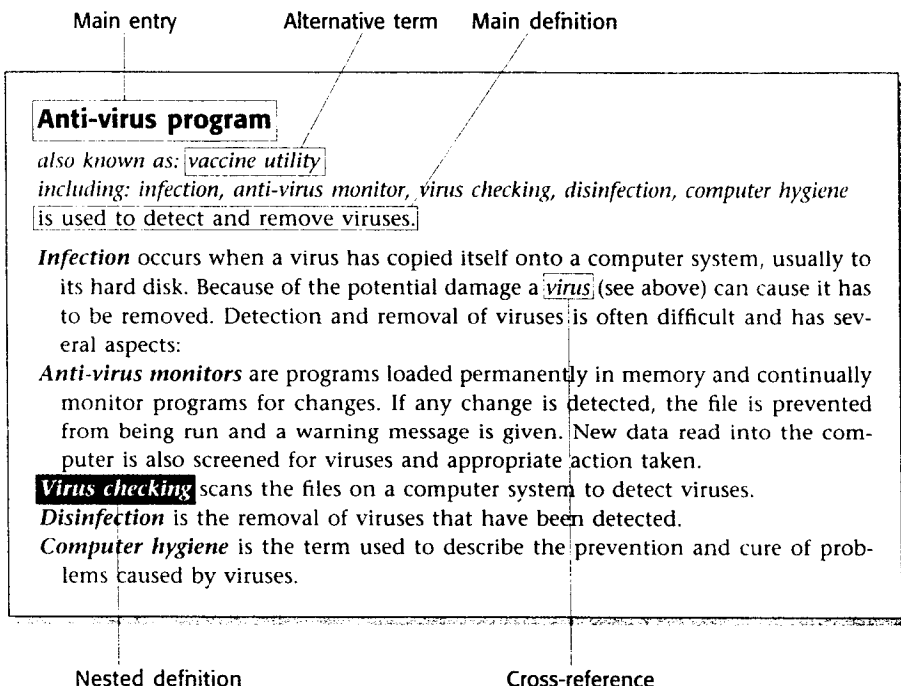 Main entry Alternative term Main defnition
Anti-virus program
also known as: vaccine utility
including: infection, anti-virus monitor, virus checking, disinfection, computer hygiene
is used to detect and remove viruses.
Infection occurs when a virus has copied itself onto a computer system, usually to
its hard disk. Because of the potential damage a virus (see above) can cause it has
to be removed. Detection and removal of viruses is often difficult and has sev-
eral aspects:
Anti-virus monitors are programs loaded permanently in memory and continually
monitor programs for changes. If any change is detected, the file is prevented
from being run and a warning message is given. New data read into the com-
puter is also screened for viruses and appropriate action taken.
Virus checking scans the files on a computer system to detect viruses.
Disinfection is the removal of viruses that have been detected.
Computer hygiene is the term used to describe the prevention and cure of prob-
lems caused by viruses.
Nested defnition Cross-reference